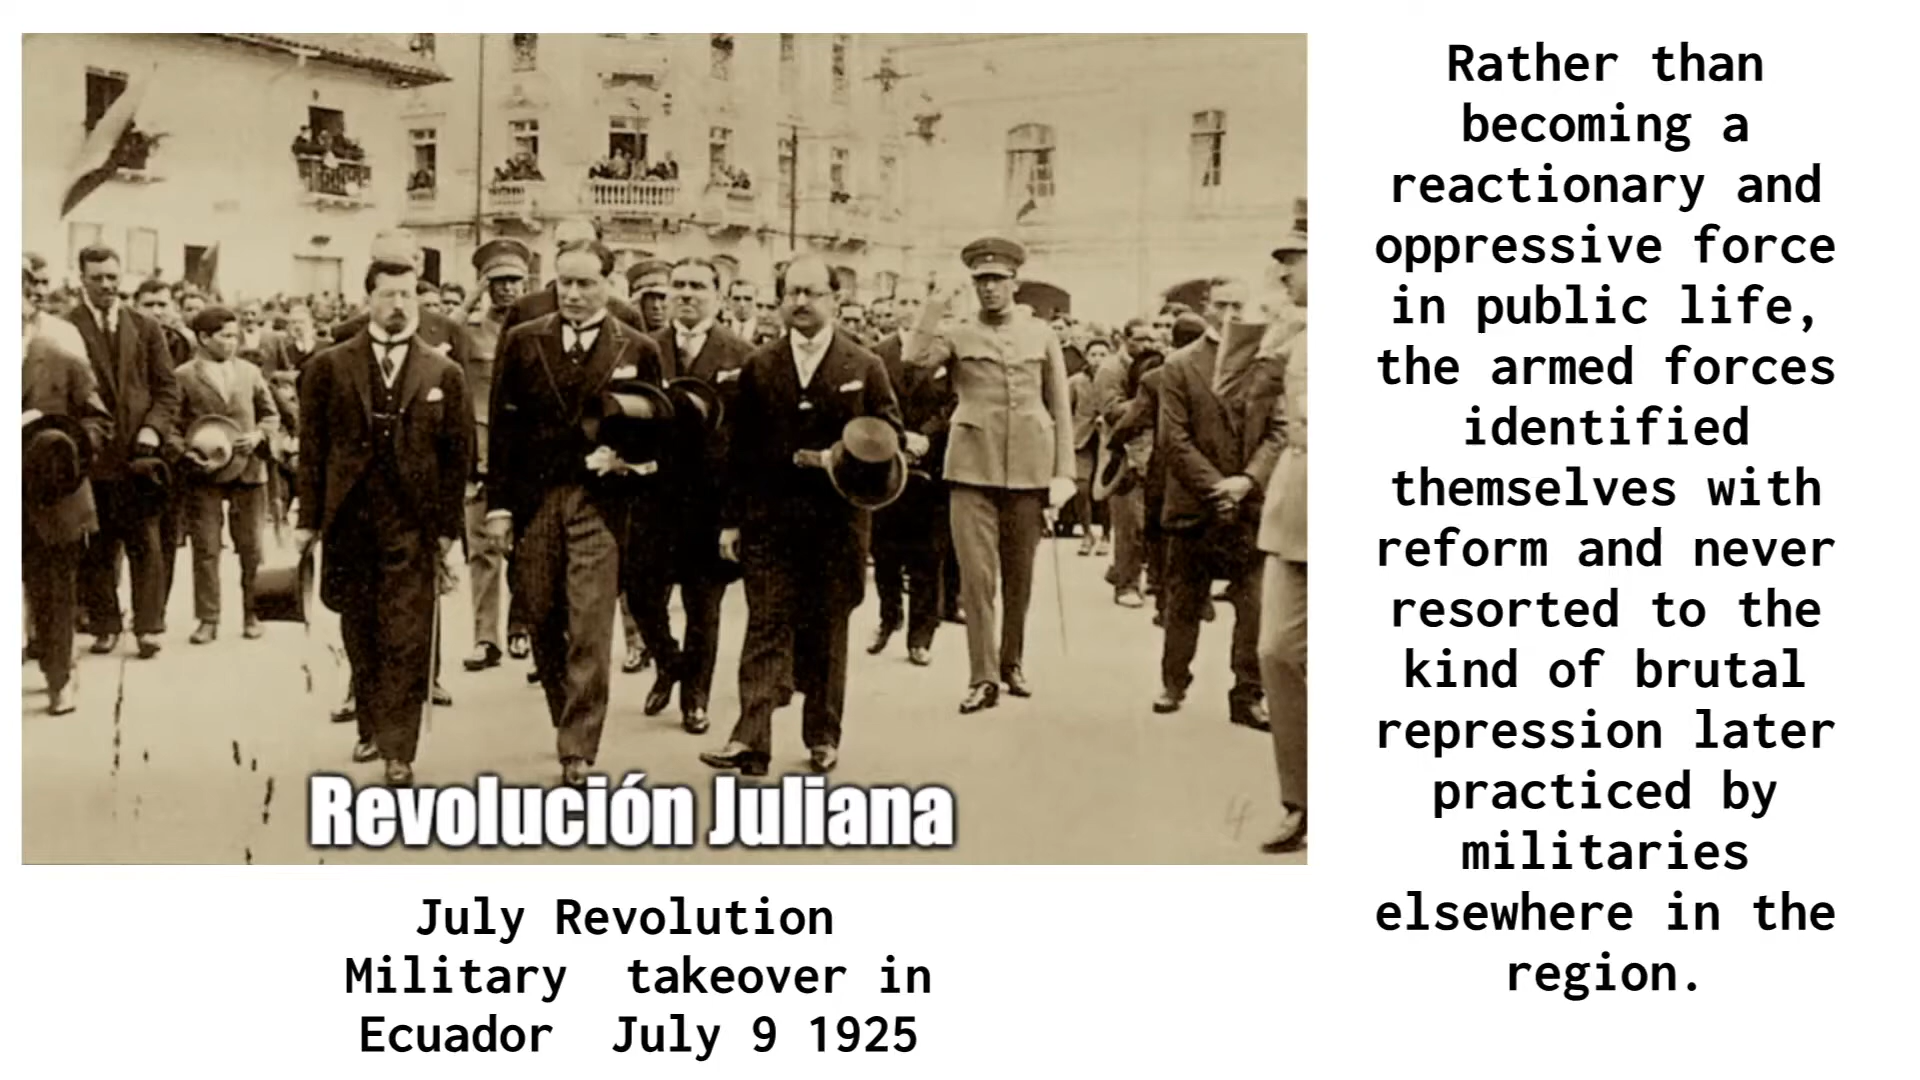 Revolución Juliana
July Revolution
Military takeover in
Ecuador July 9 1925
Rather than
becoming a
reactionary and
oppressive force
in public life,
the armed forces
identified
themselves with
reform and never
resorted to the
kind of brutal
repression later
practiced by
militaries
elsewhere in the
region.